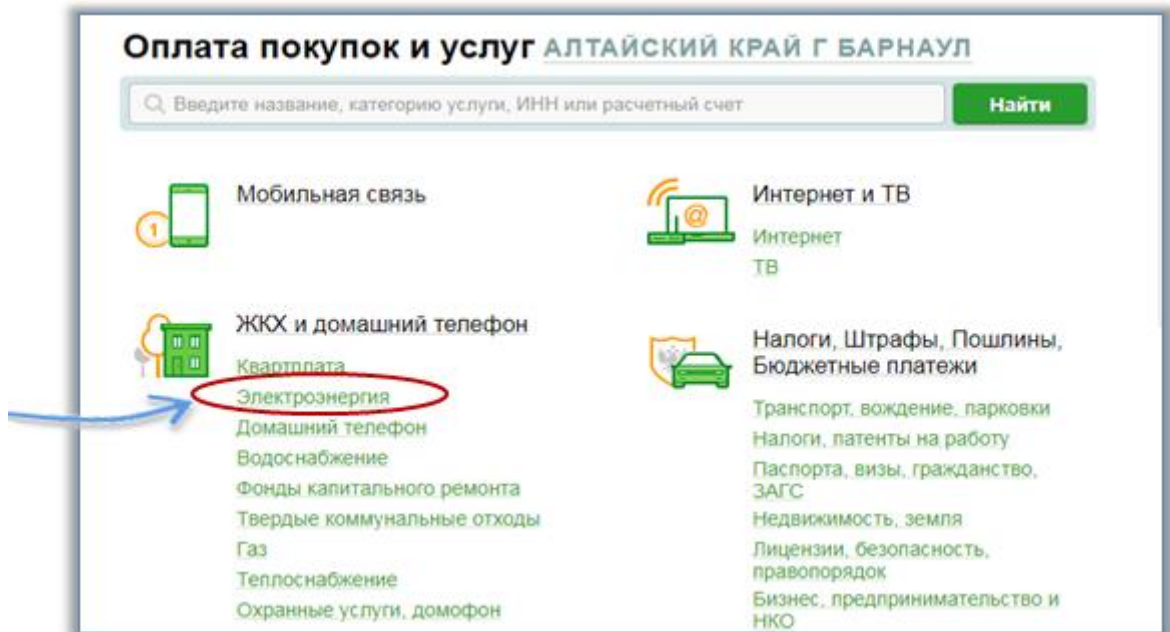 Оплата покупок и услуг АЛТАЙСКИЙ КРАЙ Г БАРНАУЛ
Введите название, категорию услуги, ИНН или расчетный счет
Найти
Мобильная связь
1
Интернет и ТВ
@
Интернет
ТВ
ЖКХ и домашний телефон
Квартплата
Электроэнергия
Домашний телефон
Водоснабжение
Фонды капитального ремонта
Твердые коммунальные отходы
Газ
Теплоснабжение
Охранные услуги, домофон
Налоги, Штрафы, Пошлины,
Бюджетные платежи
Транспорт, вождение, парковки
Налоги, патенты на работу
Паспорта, визы, гражданство,
ЗАГС
Недвижимость, земля
Лицензии, безопасность,
правопорядок
Бизнес, предпринимательство и
НКО